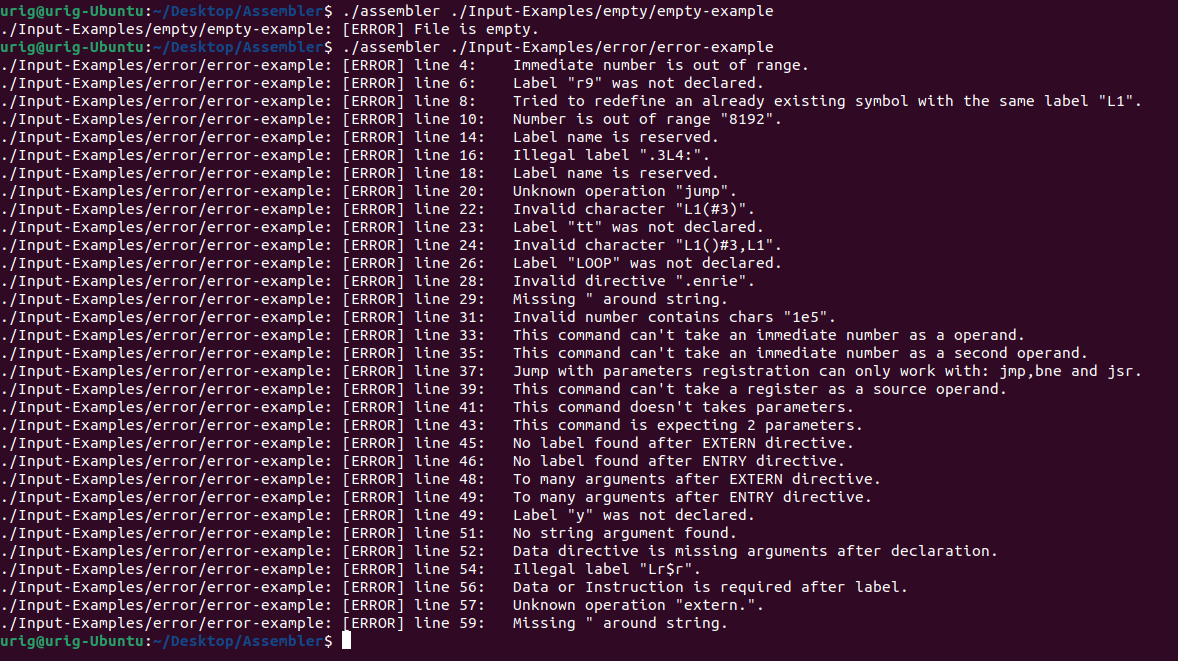 urig@urig-Ubuntu:~/Desktop/Assembler$ ./assembler ./Input-Examples/empty/empty-example
./Input-Examples/empty/empty-example: [ERROR] File is empty.
urig@urig-Ubuntu:~/Desktop/Assembler$ ./assembler ./Input-Examples/error/error-example
./Input-Examples/error/error-example: [ERROR] line 4:   Immediate number is out of range.
./Input-Examples/error/error-example: [ERROR] line 6:   Label "r9" was not declared.
./Input-Examples/error/error-example: [ERROR] line 8:   Tried to redefine an already existing symbol with the same label "L1".
./Input-Examples/error/error-example: [ERROR] line 10:   Number is out of range "8192".
./Input-Examples/error/error-example: [ERROR] line 14:   Label name is reserved.
./Input-Examples/error/error-example: [ERROR] line 16:   Illegal label ".3L4:".
./Input-Examples/error/error-example: [ERROR] line 18:   Label name is reserved.
./Input-Examples/error/error-example: [ERROR] line 20:   Unknown operation "jump".
./Input-Examples/error/error-example: [ERROR] line 22:   Invalid character "L1(#3)".
./Input-Examples/error/error-example: [ERROR] line 23:   Label "tt" was not declared.
./Input-Examples/error/error-example: [ERROR] line 24:   Invalid character "L1()#3,L1".
./Input-Examples/error/error-example: [ERROR] line 26:   Label "LOOP" was not declared.
./Input-Examples/error/error-example: [ERROR] line 28:   Invalid directive ".enrie".
./Input-Examples/error/error-example: [ERROR] line 29:   Missing " around string.
./Input-Examples/error/error-example: [ERROR] line 31:   Invalid number contains chars "1e5".
./Input-Examples/error/error-example: [ERROR] line 33:   This command can't take an immediate number as a operand.
./Input-Examples/error/error-example: [ERROR] line 35:   This command can't take an immediate number as a second operand.
./Input-Examples/error/error-example: [ERROR] line 37:   Jump with parameters registration can only work with: jmp,bne and jsr.
./Input-Examples/error/error-example: [ERROR] line 39:   This command can't take a register as a source operand.
./Input-Examples/error/error-example: [ERROR] line 41:   This command doesn't takes parameters.
./Input-Examples/error/error-example: [ERROR] line 43:   This command is expecting 2 parameters.
./Input-Examples/error/error-example: [ERROR] line 45:   No label found after EXTERN directive.
./Input-Examples/error/error-example: [ERROR] line 46:   No label found after ENTRY directive.
./Input-Examples/error/error-example: [ERROR] line 48:   To many arguments after EXTERN directive.
./Input-Examples/error/error-example: [ERROR] line 49:   To many arguments after ENTRY directive.
./Input-Examples/error/error-example: [ERROR] line 49:   Label "y" was not declared.
./Input-Examples/error/error-example: [ERROR] line 51:   No string argument found.
./Input-Examples/error/error-example: [ERROR] line 52:   Data directive is missing arguments after declaration.
./Input-Examples/error/error-example: [ERROR] line 54:   Illegal label "Lr$r".
./Input-Examples/error/error-example: [ERROR] line 56:   Data or Instruction is required after label.
./Input-Examples/error/error-example: [ERROR] line 57:   Unknown operation "extern.".
./Input-Examples/error/error-example: [ERROR] line 59:   Missing " around string.
urig@urig-Ubuntu:~/Desktop/Assembler$